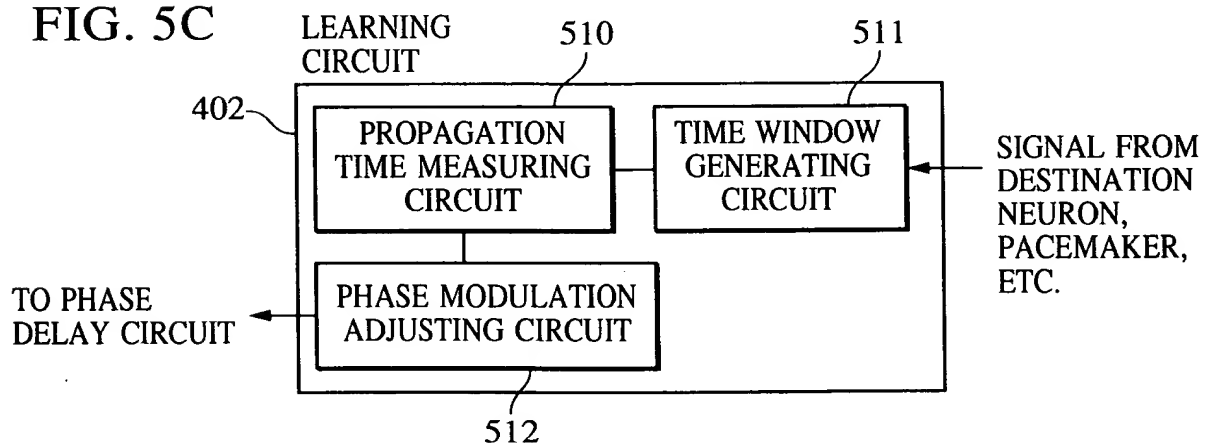 FIG. 5C
LEARNING
CIRCUIT
510
511
402
PROPAGATION
TIME MEASURING
CIRCUIT
TIME WINDOW
GENERATING
CIRCUIT
SIGNAL FROM
DESTINATION
NEURON,
PACEMAKER,
ETC.
TO PHASE
DELAY CIRCUIT
PHASE MODULATION
ADJUSTING CIRCUIT
512